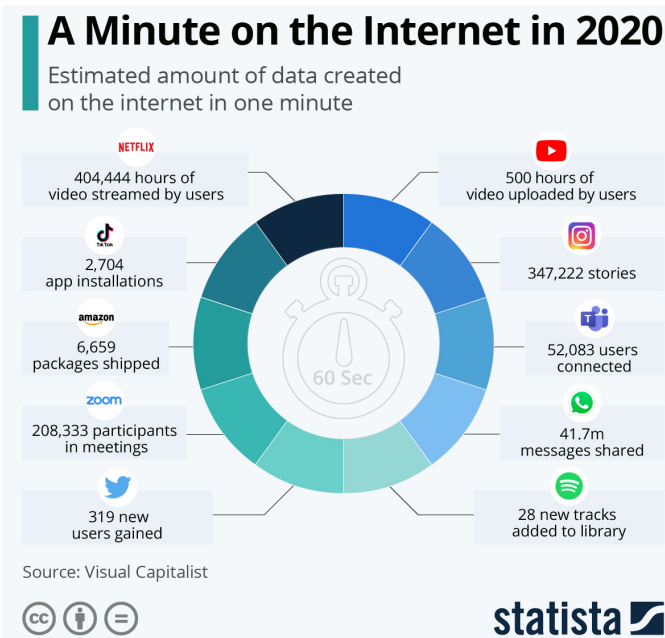 A Minute on the Internet in 2020
Estimated amount of data created
on the internet in one minute
NETFLIX
404,444 hours of
video streamed by users
500 hours of
video uploaded by users
TikTok
2,704
app installations
347,222 stories
amazon
6,659
packages shipped
T
52,083 users
connected
zoom
208,333 participants
in meetings
41.7m
messages shared
319 new
users gained
28 new tracks
added to library
60 Sec
Source: Visual Capitalist
cc
statista